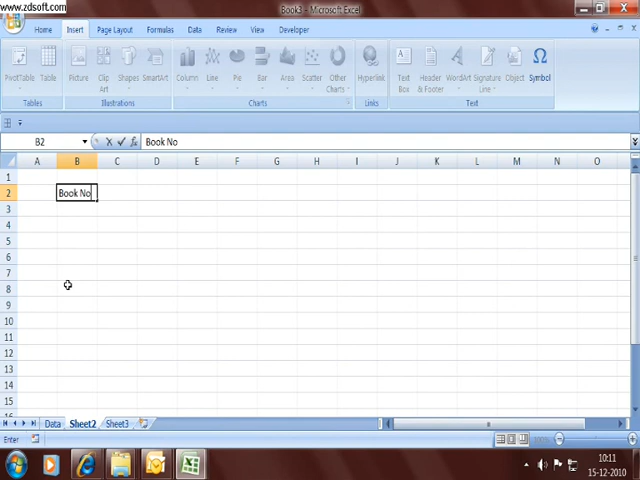 www.zdsoft.com
Book3 - Microsoft Excel
Home Insert Page Layout Formulas Data Review View Developer
PivotTable Table Picture Clip Art Shapes SmartArt Column Line Pie Bar Area Scatter Other Charts Hyperlink Text Box Header & Footer WordArt Signature Line Object Symbol
Tables Illustrations Charts Links Text
B2 fx Book No
A B C D E F G H I J K L M N O
1
2 Book No
3
4
5
6
7
8
9
10
11
12
13
14
15
16
Data Sheet2 Sheet3
Enter 100%
10:11
15-12-2010